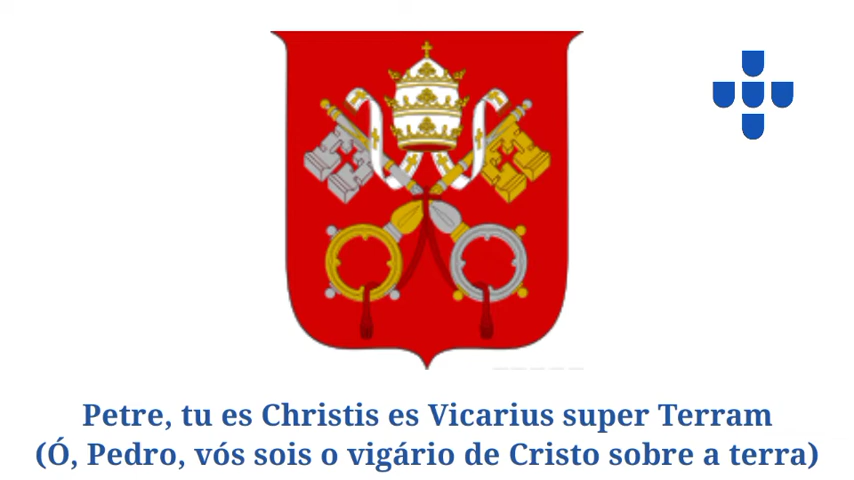 Petre, tu es Christis es Vicarius super Terram
(Ó, Pedro, vós sois o vigário de Cristo sobre a terra)